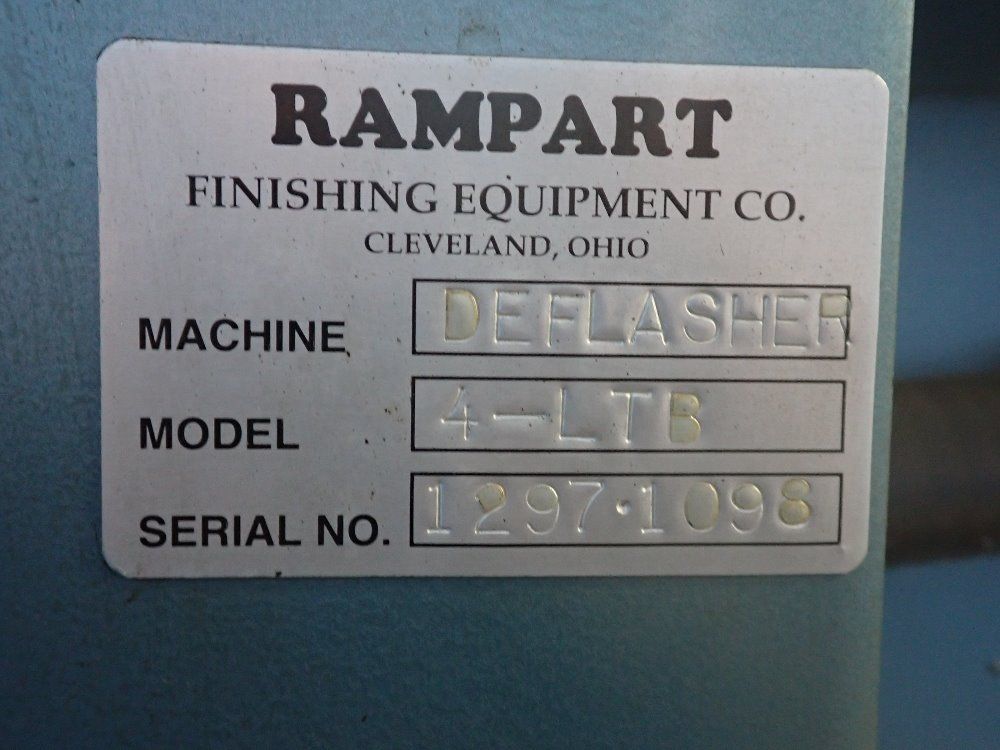 RAMPART
FINISHING EQUIPMENT CO.
CLEVELAND, OHIO
MACHINE DEFLASHER
MODEL 4-LTB
SERIAL NO. 1297·1098